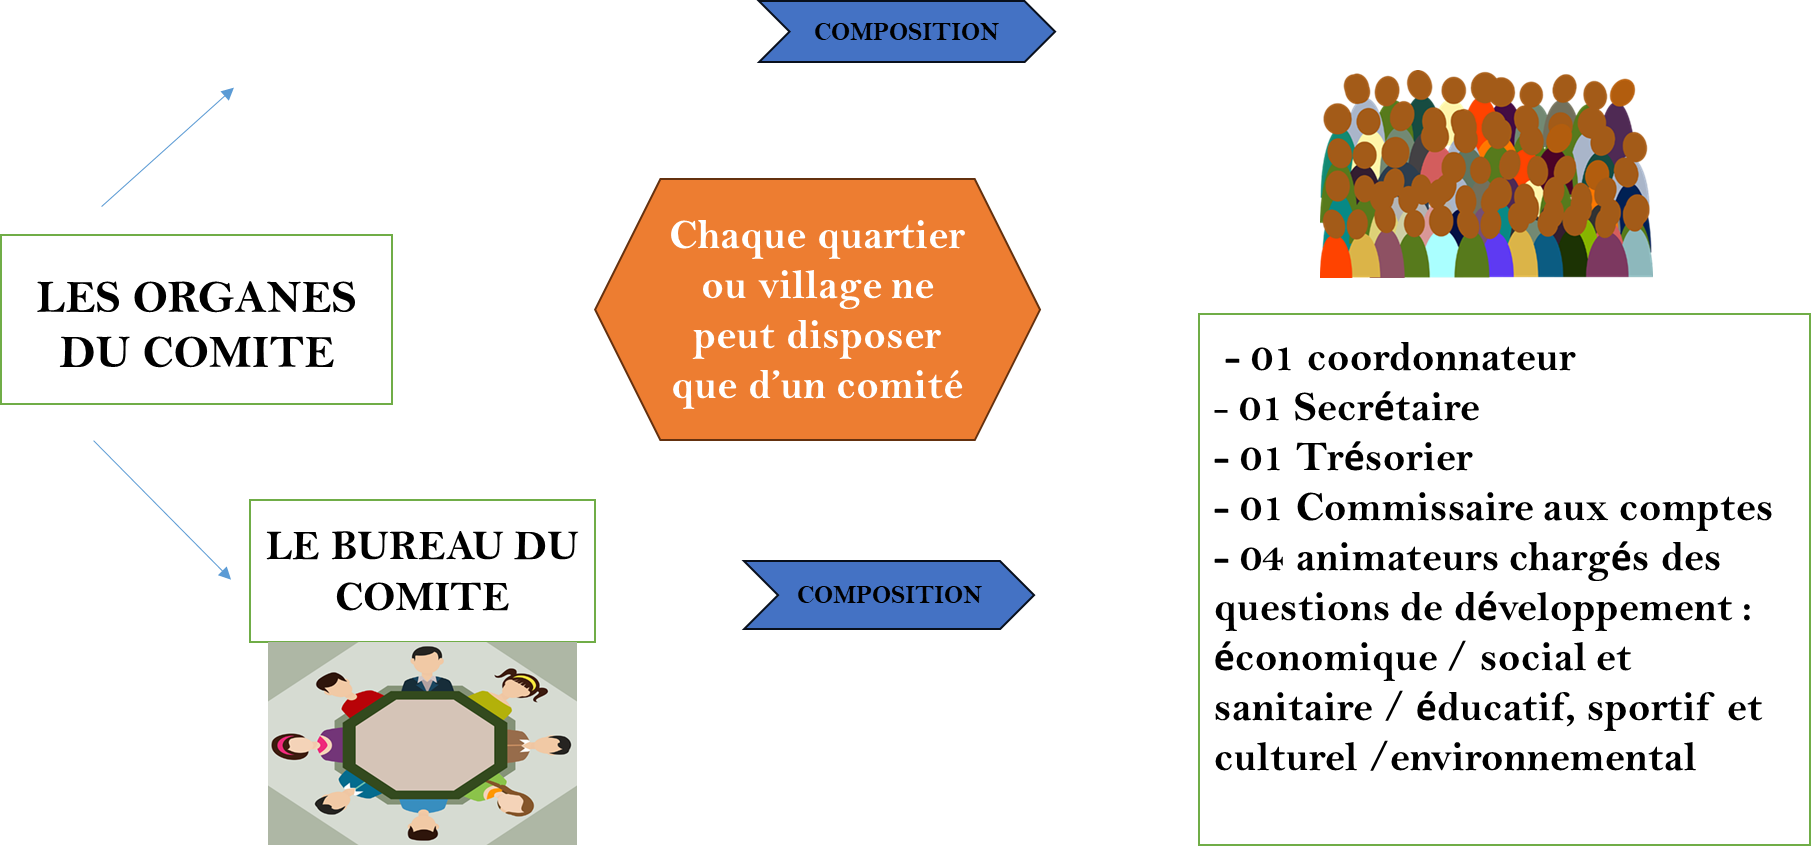 COMPOSITION
LES ORGANES
DU COMITE
Chaque quartier
ou village ne
peut disposer
que d’un comité
LE BUREAU DU
COMITE
COMPOSITION
- 01 coordonnateur
- 01 Secrétaire
- 01 Trésorier
- 01 Commissaire aux comptes
- 04 animateurs chargés des
questions de développement :
économique / social et
sanitaire / éducatif, sportif et
culturel /environnemental